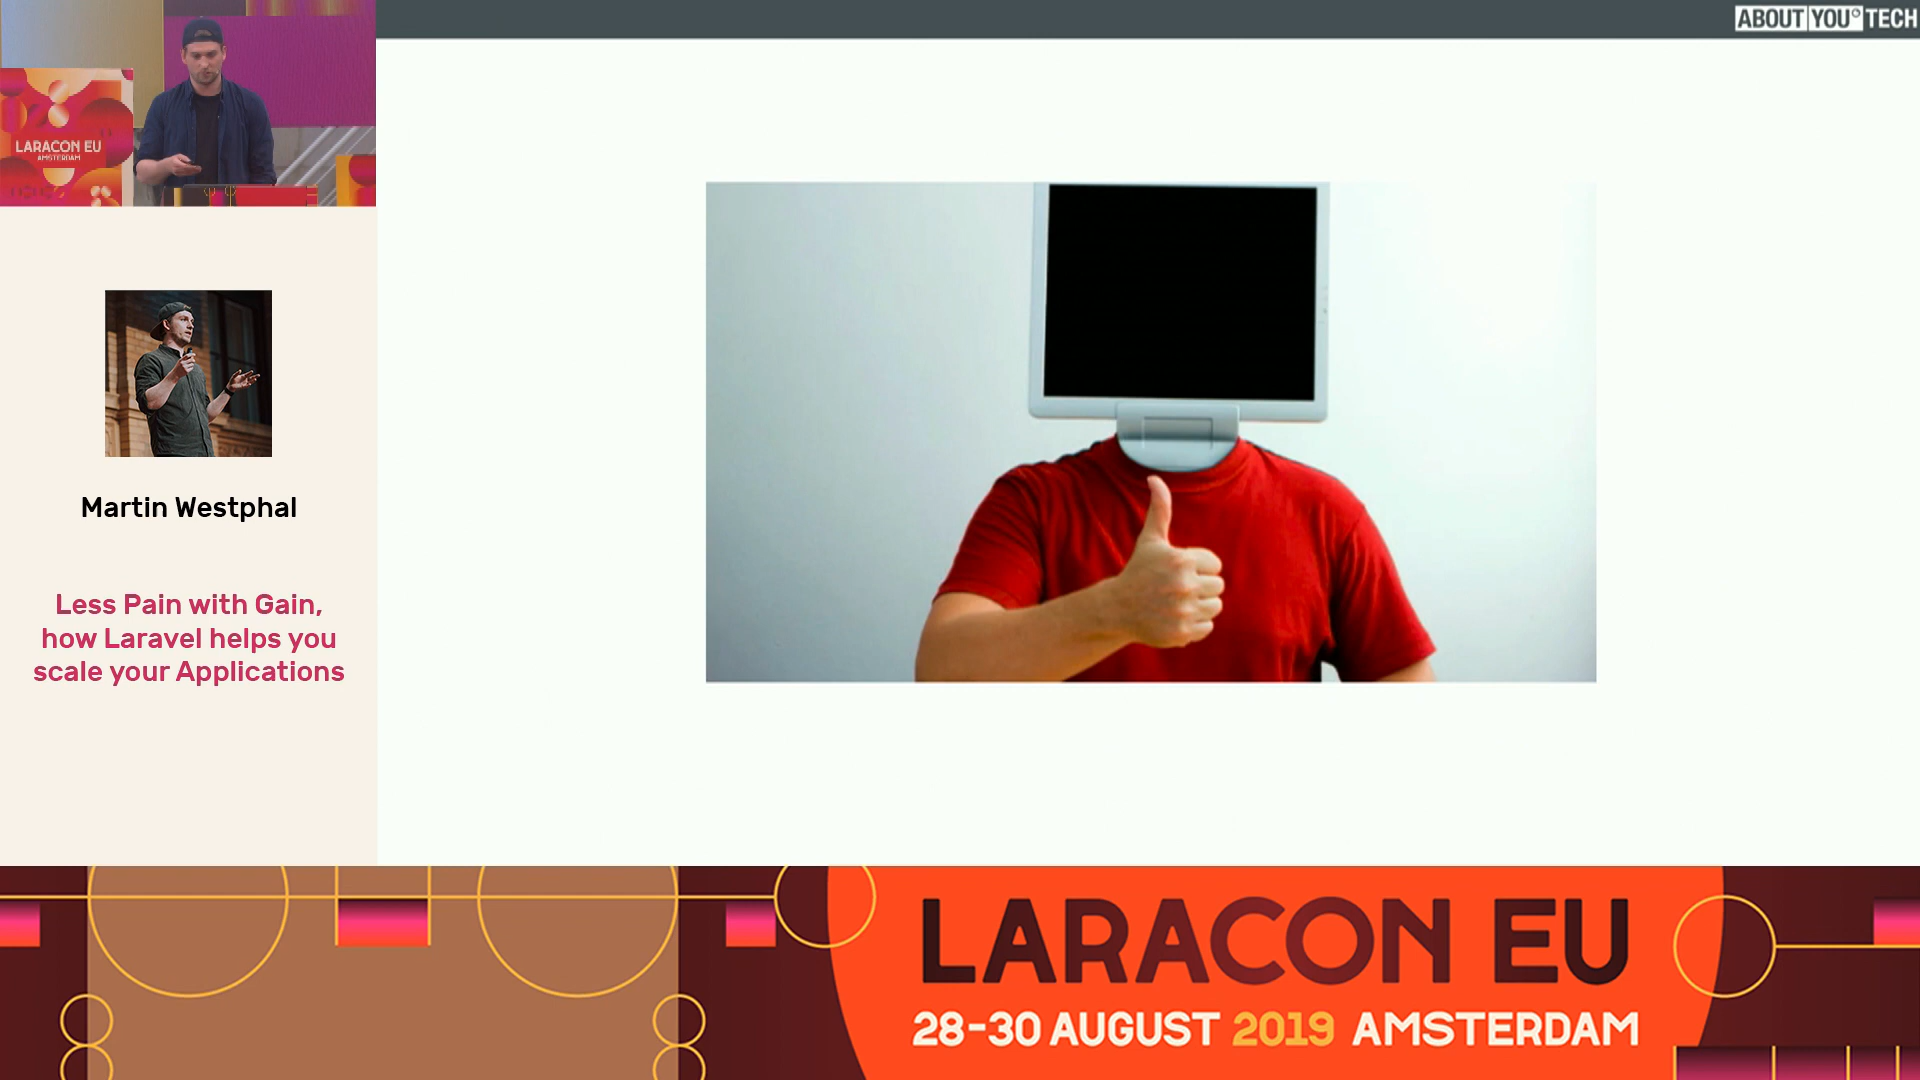 ABOUT YOU° TECH
LARACON EU
AMSTERDAM
Martin Westphal
Less Pain with Gain,
how Laravel helps you
scale your Applications
LARACON EU
28-30 AUGUST 2019 AMSTERDAM